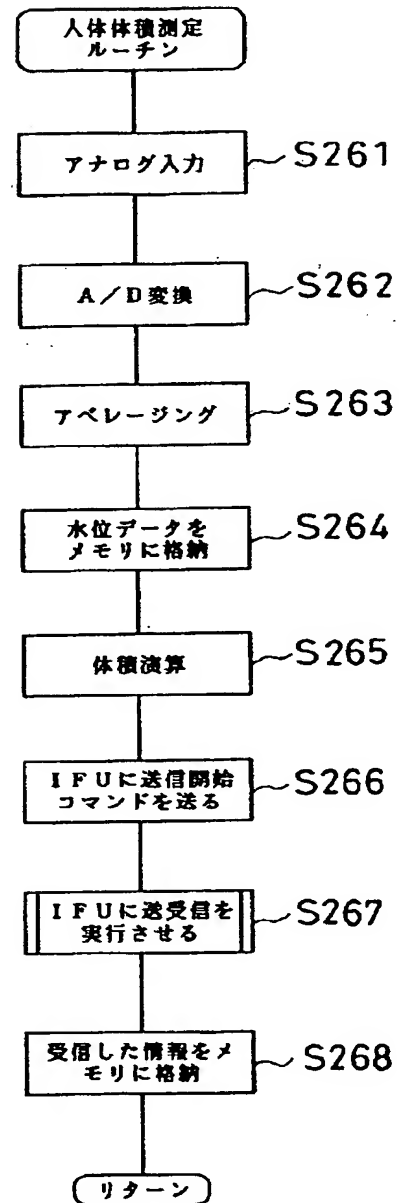 人体体積測定
ルーチン
アナログ入力
S261
A/D変換
S262
アベレージング
S263
水位データを
メモリに格納
S264
体積演算
S265
IFUに送信開始
コマンドを送る
S266
IFUに送受信を
実行させる
S267
受信した情報をメ
モリに格納
S268
リターン